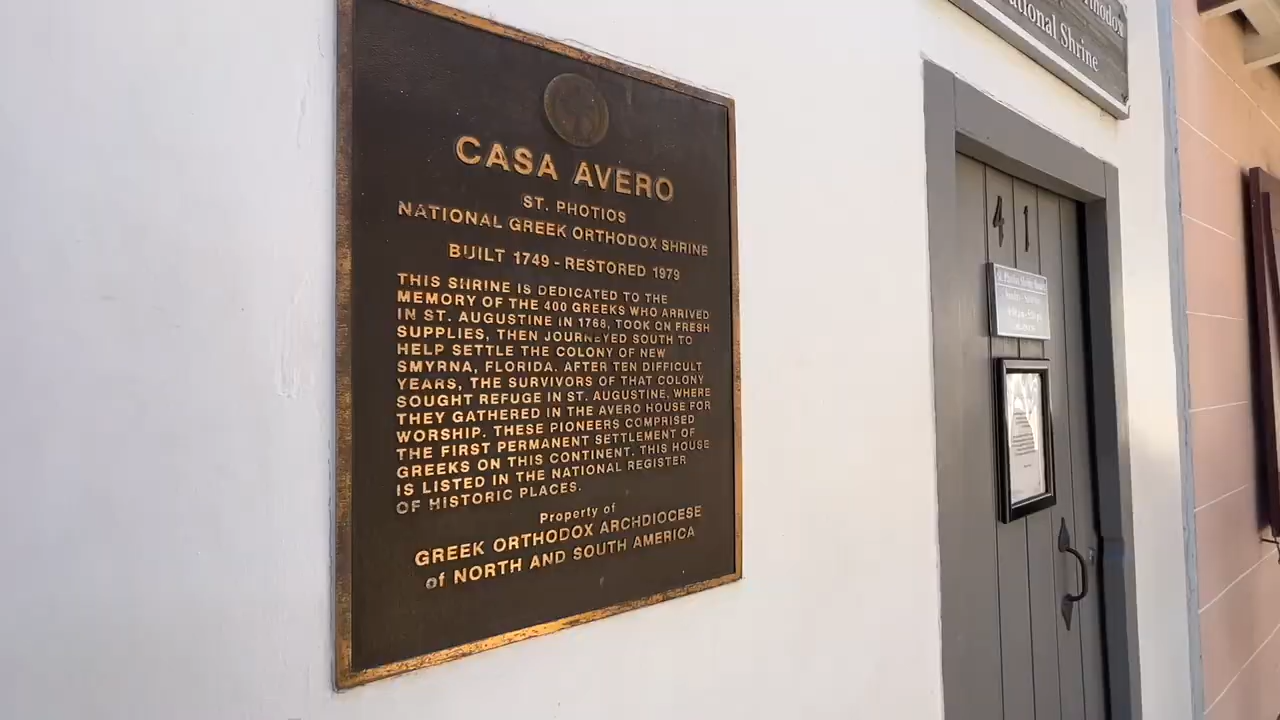 CASA AVERO
ST. PHOTIOS
NATIONAL GREEK ORTHODOX SHRINE
BUILT 1749 - RESTORED 1979
THIS SHRINE IS DEDICATED TO THE
MEMORY OF THE 400 GREEKS WHO ARRIVED
IN ST. AUGUSTINE IN 1768, TOOK ON FRESH
SUPPLIES, THEN JOURNEYED SOUTH TO
HELP SETTLE THE COLONY OF NEW
SMYRNA, FLORIDA. AFTER TEN DIFFICULT
YEARS, THE SURVIVORS OF THAT COLONY
SOUGHT REFUGE IN ST. AUGUSTINE, WHERE
THEY GATHERED IN THE AVERO HOUSE FOR
WORSHIP. THESE PIONEERS COMPRISED
THE FIRST PERMANENT SETTLEMENT OF
GREEKS ON THIS CONTINENT. THIS HOUSE
IS LISTED IN THE NATIONAL REGISTER
OF HISTORIC PLACES.
Property of
GREEK ORTHODOX ARCHDIOCESE
of NORTH AND SOUTH AMERICA
Shrine
41